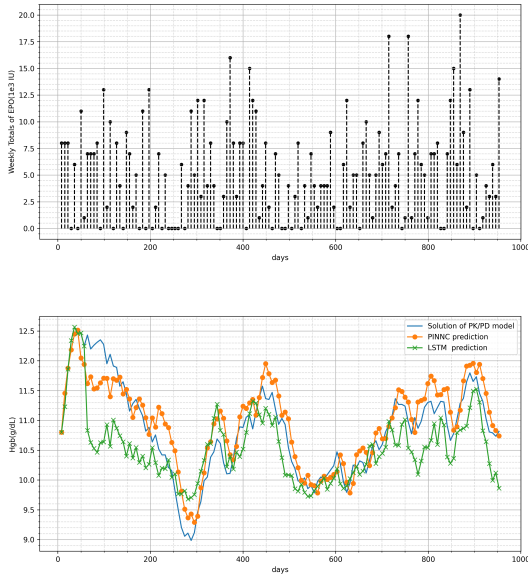 Weekly Totals of EPO(1e3 IU)
20.0
17.5
15.0
12.5
10.0
7.5
5.0
2.5
0.0
0 200 400 600 800 1000
days
Hgb(g/dL)
12.5
12.0
11.5
11.0
10.5
10.0
9.5
9.0
Solution of PK/PD model
PINNC prediction
LSTM prediction
0 200 400 600 800 1000
days